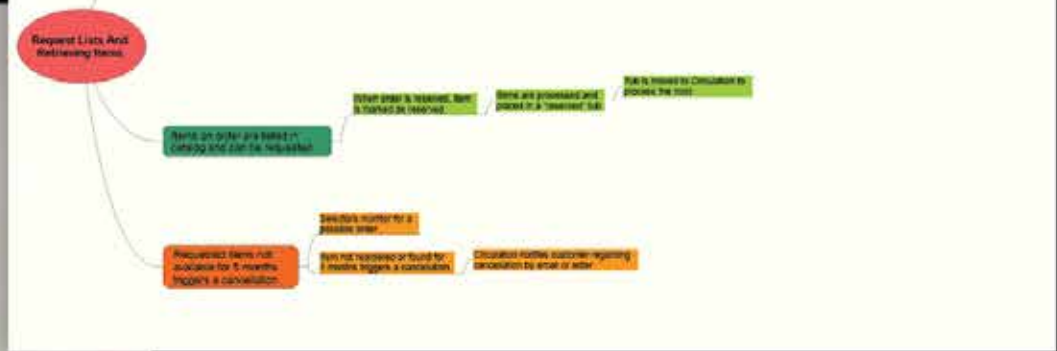 Request Lists And
Retrieving Items
Items on order are listed in
catalog and can be requested
When order is received, item
is marked as received
Items are processed and
placed in a "reserved" tub
Tub is moved to Circulation to
process the hold
Requested items not
available for 5 months
triggers a cancellation
Selectors monitor for a
possible order
Item not reordered or found for
months triggers a cancellation
Circulation notifies customer regarding
cancellation by email or letter